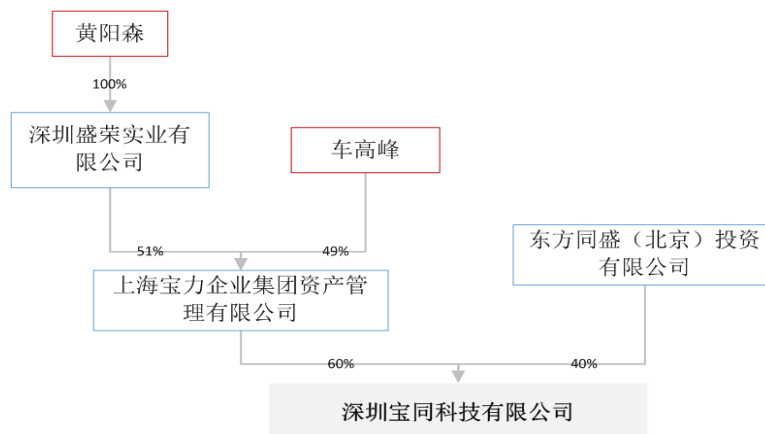 黄阳森
100%
深圳盛荣实业有
限公司
车高峰
51%
49%
东方同盛（北京）投资
有限公司
上海宝力企业集团资产管
理有限公司
60%
40%
深圳宝同科技有限公司